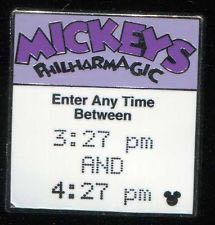 MICKEYS
PHILHARMAGIC
Enter Any Time
Between
3:27 pm
AND
4:27 pm